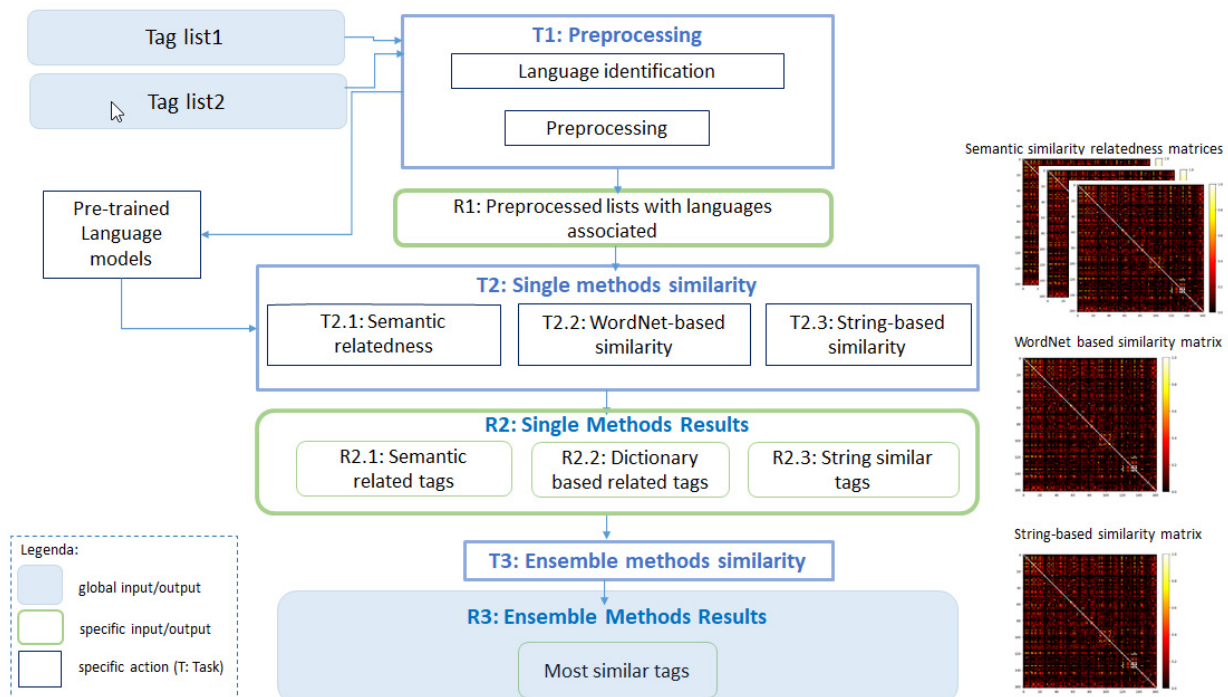 Tag list1
Tag list2
T1: Preprocessing
Language identification
Preprocessing
Pre-trained
Language
models
R1: Preprocessed lists with languages
associated
T2: Single methods similarity
T2.1: Semantic
relatedness
T2.2: WordNet-based
similarity
T2.3: String-based
similarity
R2: Single Methods Results
R2.1: Semantic
related tags
R2.2: Dictionary
based related tags
R2.3: String similar
tags
T3: Ensemble methods similarity
R3: Ensemble Methods Results
Most similar tags
Legenda:
global input/output
specific input/output
specific action (T: Task)
Semantic similarity relatedness matrices
WordNet based similarity matrix
String-based similarity matrix